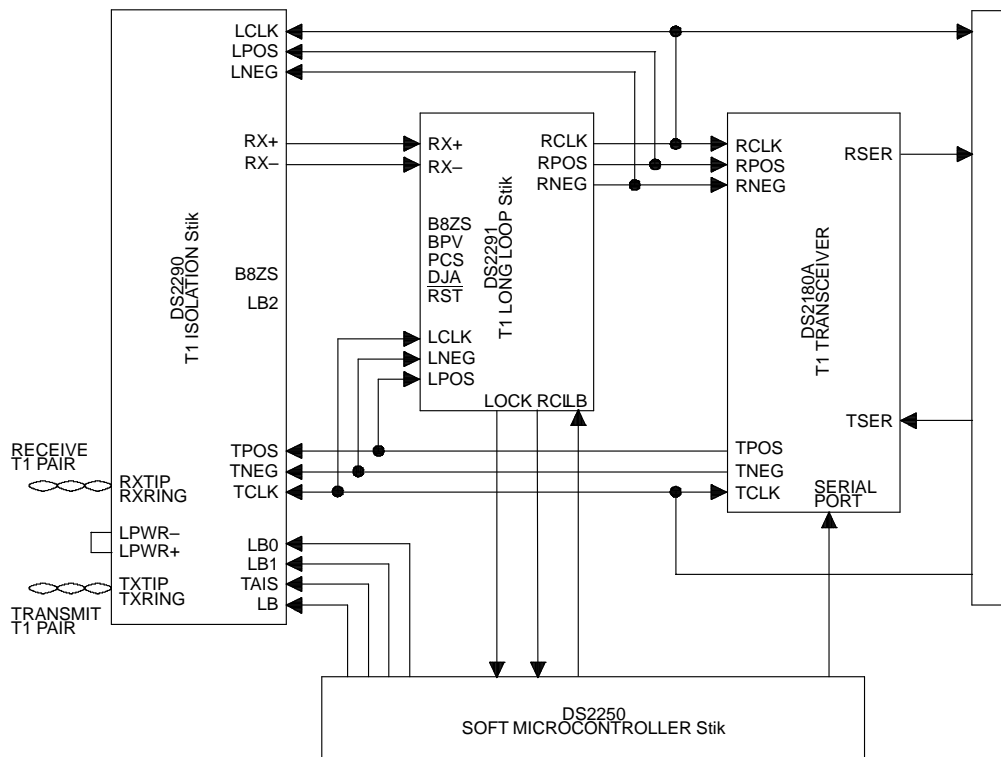 LCLK
LPOS
LNEG
RX+
RX–
B8ZS
LB2
DS2290
T1 ISOLATION Stik
TPOS
TNEG
TCLK
LB0
LB1
TAIS
LB
RECEIVE
T1 PAIR
RXTIP
RXRING
LPWR–
LPWR+
TXTIP
TXRING
TRANSMIT
T1 PAIR
RX+
RX–
B8ZS
BPV
PCS
DJA
RST
LCLK
LNEG
LPOS
DS2291
T1 LONG LOOP Stik
RCLK
RPOS
RNEG
LOCK RCL LB
RCLK
RPOS
RNEG
RSER
DS2180A
T1 TRANSCEIVER
TSER
TPOS
TNEG
TCLK
SERIAL
PORT
DS2250
SOFT MICROCONTROLLER Stik